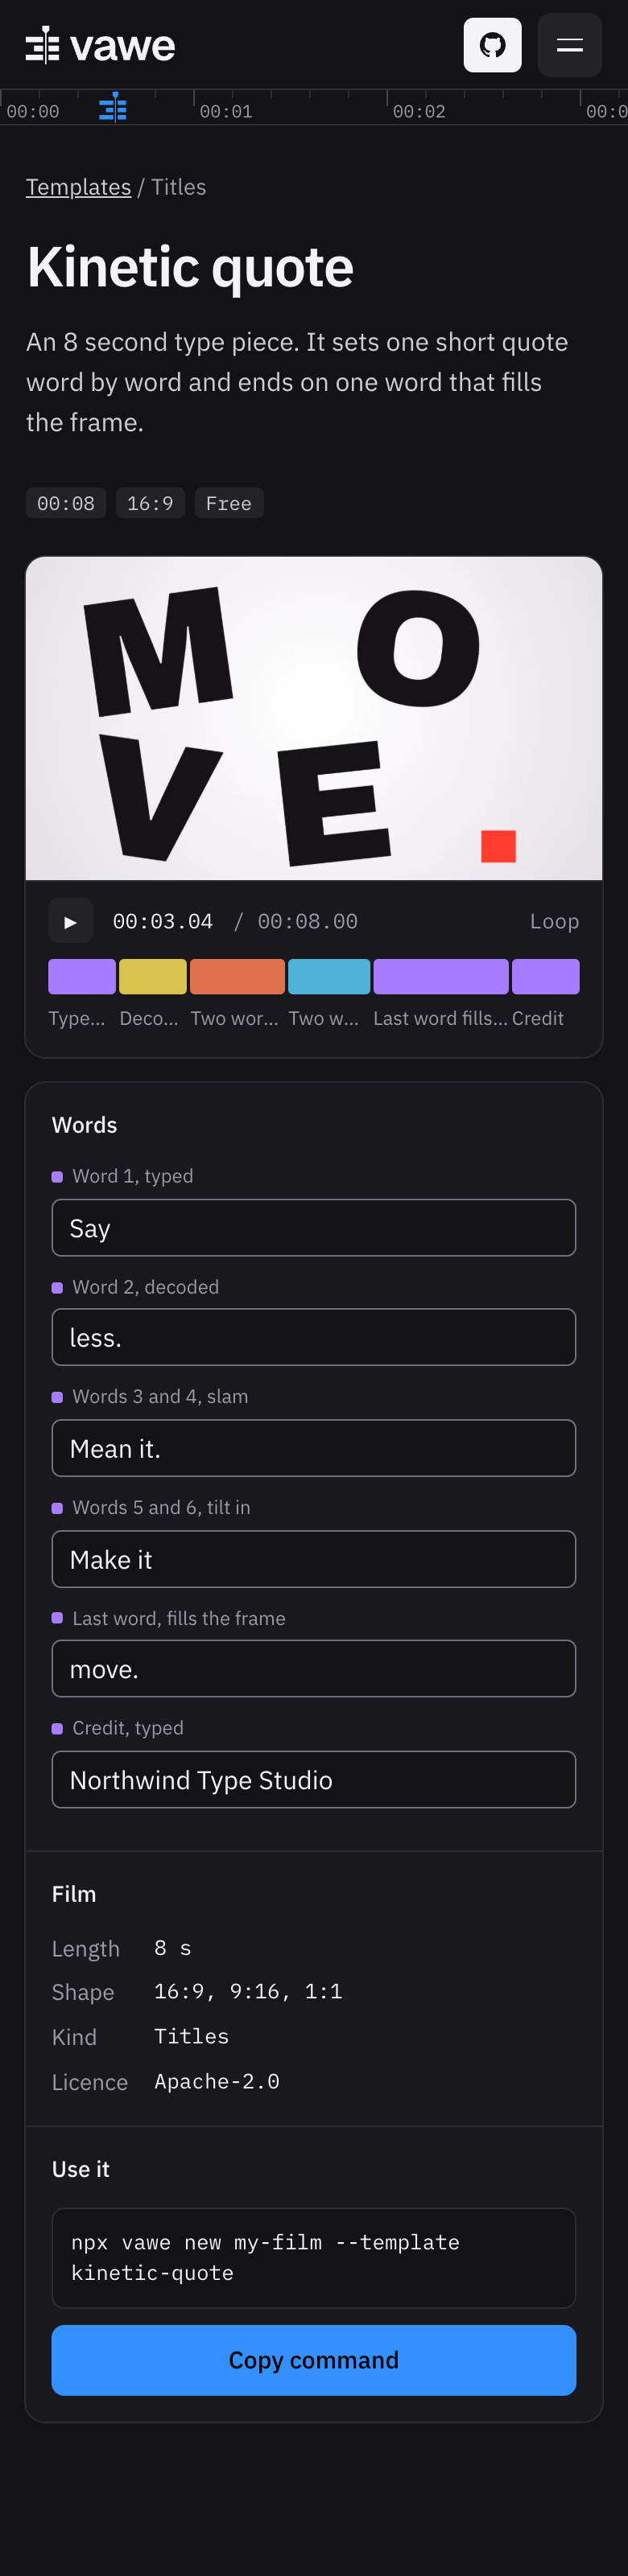 vawe
00:00 00:01 00:02 00:0
Templates / Titles
Kinetic quote
An 8 second type piece. It sets one short quote
word by word and ends on one word that fills
the frame.
00:08 16:9 Free
M O
V E .
00:03.04 / 00:08.00 Loop
Type... Deco... Two wor... Two w... Last word fills... Credit
Words
Word 1, typed
Say
Word 2, decoded
less.
Words 3 and 4, slam
Mean it.
Words 5 and 6, tilt in
Make it
Last word, fills the frame
move.
Credit, typed
Northwind Type Studio
Film
Length 8 s
Shape 16:9, 9:16, 1:1
Kind Titles
Licence Apache-2.0
Use it
npx vawe new my-film --template
kinetic-quote
Copy command